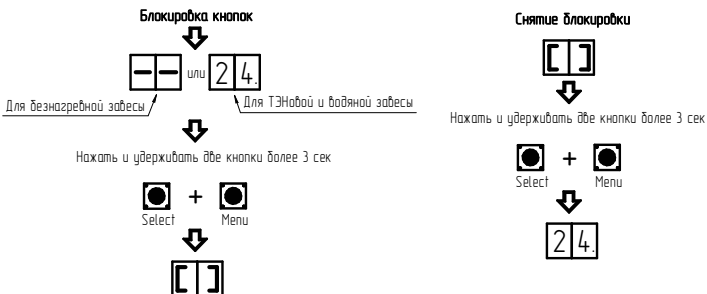 Блокировка кнопок
-- или 24.
Для безнагревной завесы
Для ТЭНовой и водяной завесы
Нажать и удерживать две кнопки более 3 сек
+
Select Menu
[ ]
Снятие блокировки
[ ]
Нажать и удерживать две кнопки более 3 сек
+
Select Menu
24.